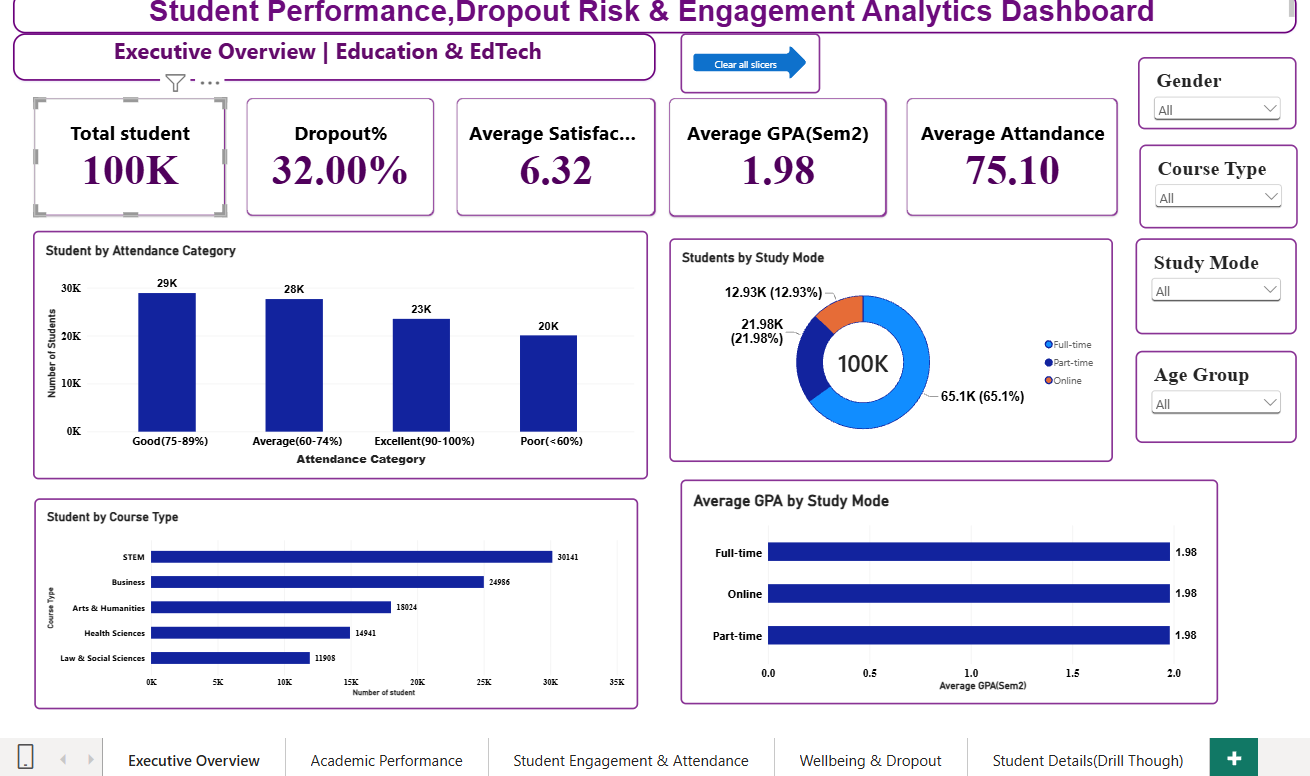 Student Performance,Dropout Risk & Engagement Analytics Dashboard
Executive Overview | Education & EdTech
Clear all slicers
Total student
100K
Dropout%
32.00%
Average Satisfac...
6.32
Average GPA(Sem2)
1.98
Average Attandance
75.10
Gender
All
Course Type
All
Study Mode
All
Age Group
All
Student by Attendance Category
Number of Students
30K
20K
10K
0K
29K
28K
23K
20K
Good(75-89%)
Average(60-74%)
Excellent(90-100%)
Poor(<60%)
Attendance Category
Students by Study Mode
12.93K (12.93%)
21.98K
(21.98%)
100K
65.1K (65.1%)
Full-time
Part-time
Online
Student by Course Type
Course Type
STEM 30141
Business 24986
Arts & Humanities 18024
Health Sciences 14941
Law & Social Sciences 11908
0K 5K 10K 15K 20K 25K 30K 35K
Number of student
Average GPA by Study Mode
Full-time 1.98
Online 1.98
Part-time 1.98
0.0 0.5 1.0 1.5 2.0
Average GPA(Sem2)
Executive Overview
Academic Performance
Student Engagement & Attendance
Wellbeing & Dropout
Student Details(Drill Though)